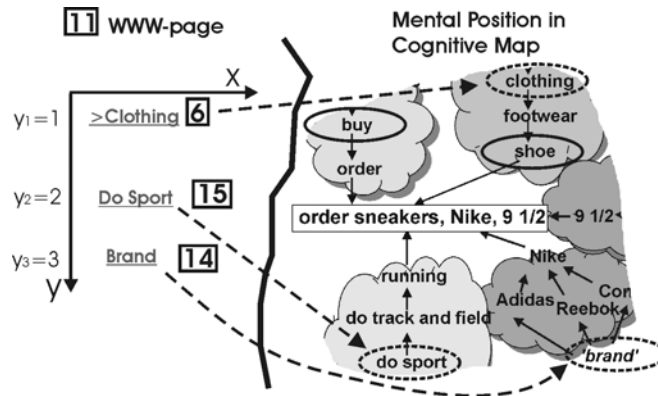 11 WWW-page
Mental Position in
Cognitive Map
X
y1=1 >Clothing 6
y2=2 Do Sport 15
y3=3 Brand 14
y
clothing
footwear
shoe
buy
order
order sneakers, Nike, 9 1/2
9 1/2
Nike
running
do track and field
do sport
Adidas
Reebok
Con
'brand'